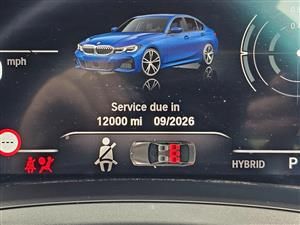 mph
Service due in
12000 mi 09/2026
HYBRID P